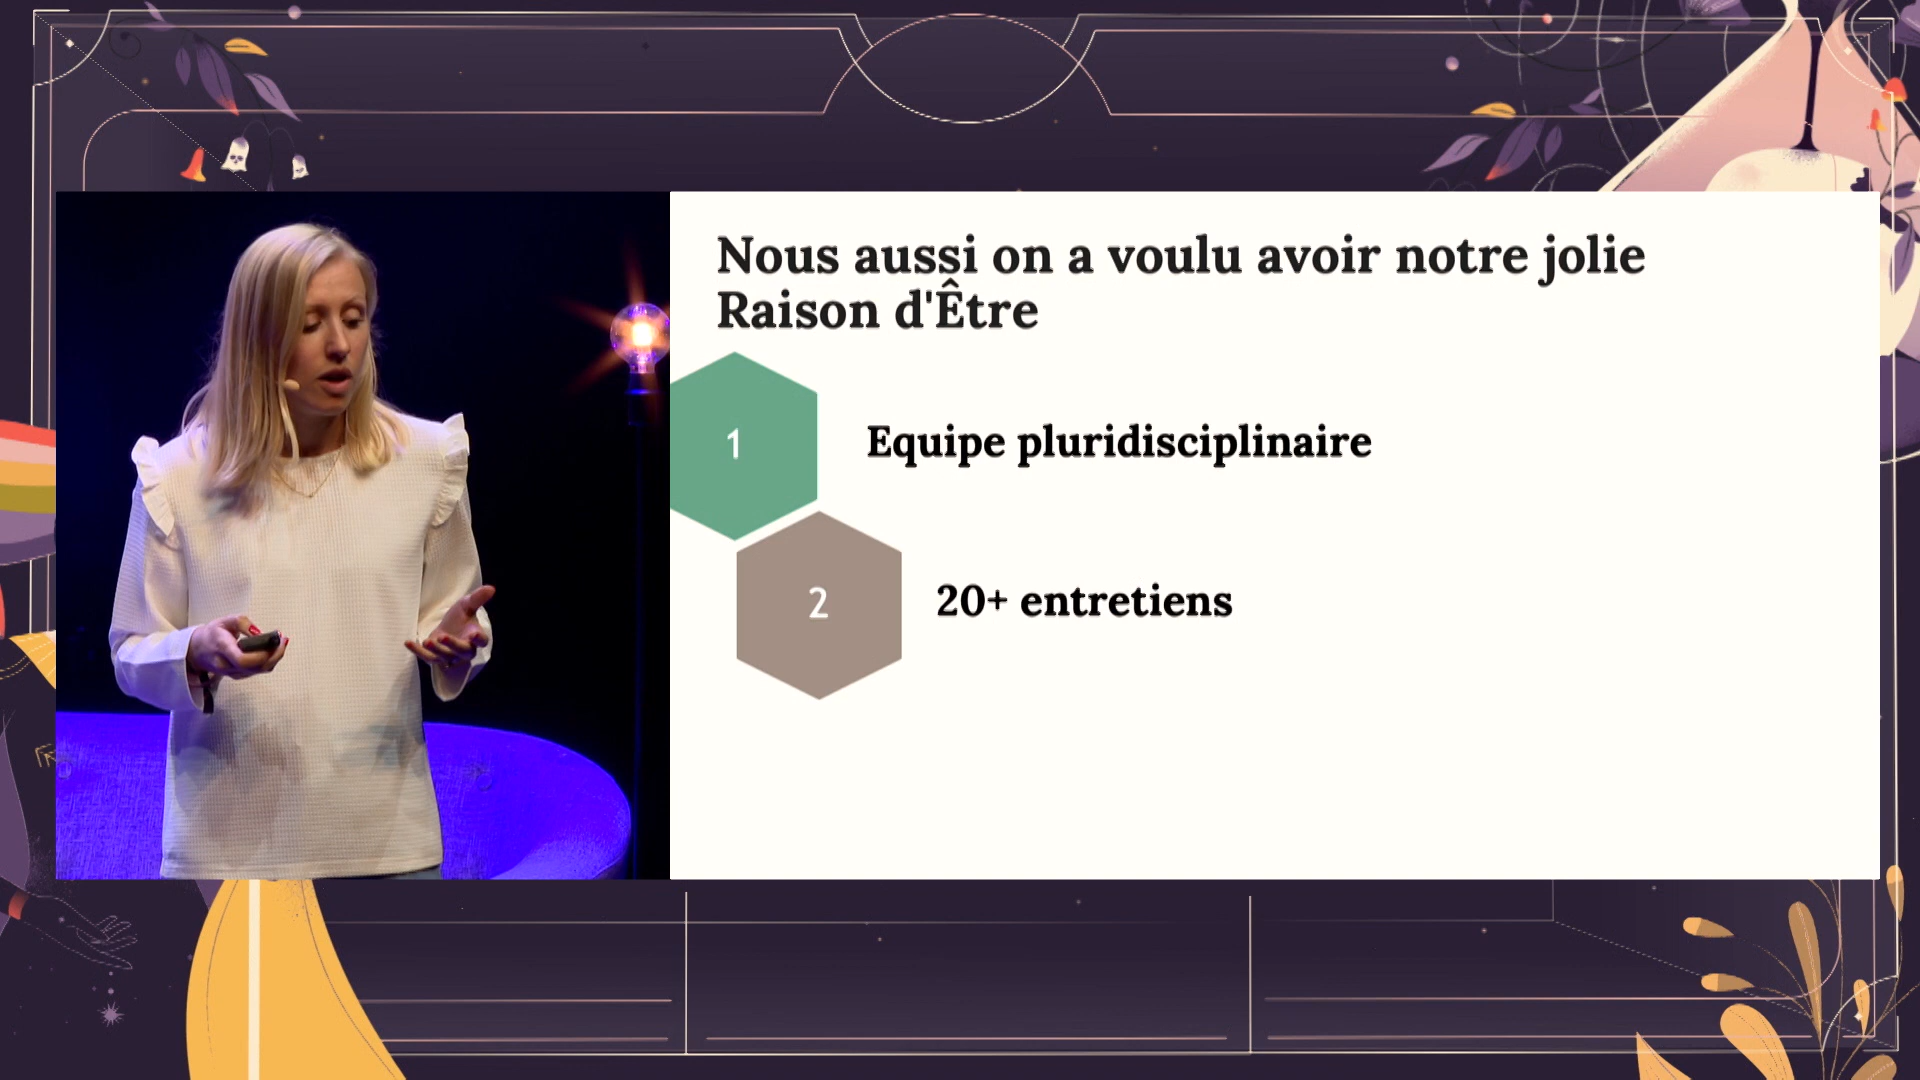 Nous aussi on a voulu avoir notre jolie
Raison d'Être
1
Equipe pluridisciplinaire
2
20+ entretiens